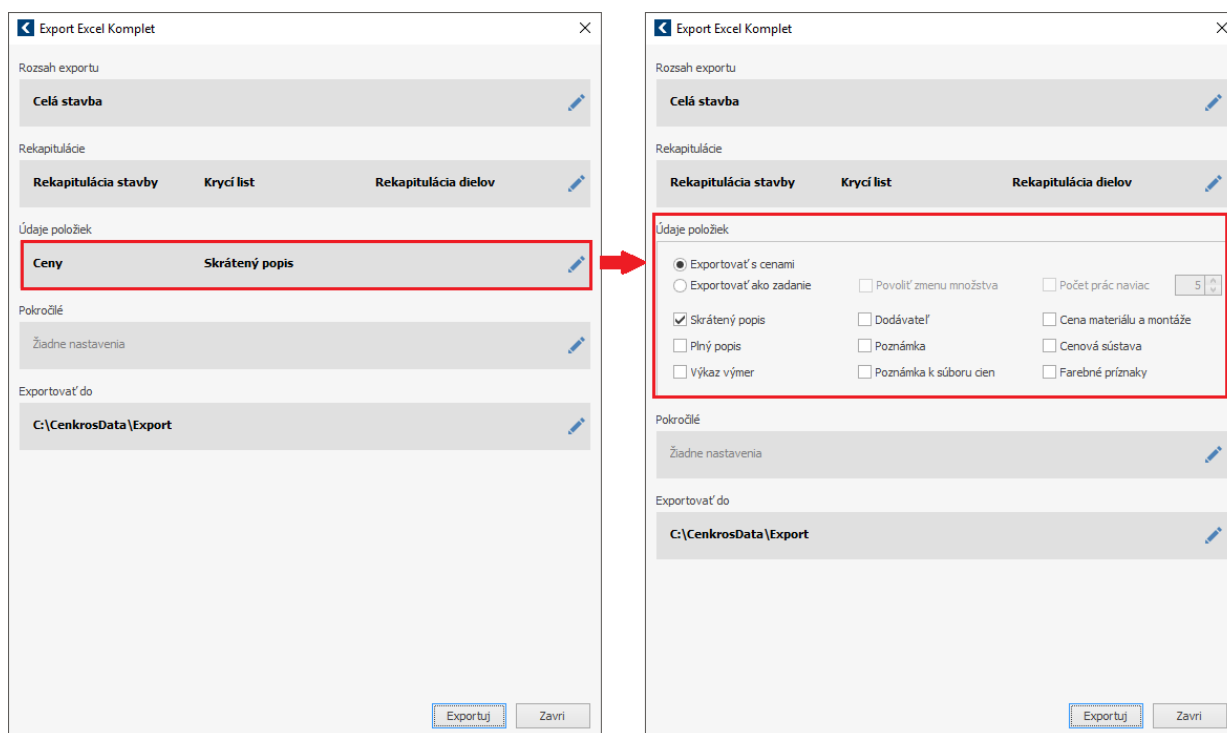 Export Excel Komplet
Rozsah exportu
Celá stavba
Rekapitulácie
Rekapitulácia stavby Krycí list Rekapitulácia dielov
Údaje položiek
Ceny Skrátený popis
Pokročilé
Žiadne nastavenia
Exportovať do
C:\CenkrosData\Export
Exportuj Zavri
Export Excel Komplet
Rozsah exportu
Celá stavba
Rekapitulácie
Rekapitulácia stavby Krycí list Rekapitulácia dielov
Údaje položiek
Exportovať s cenami
Exportovať ako zadanie Povoliť zmenu množstva Počet prác naviac 5
Skrátený popis Dodávateľ Cena materiálu a montáže
Plný popis Poznámka Cenová sústava
Výkaz výmer Poznámka k súboru cien Farebné príznaky
Pokročilé
Žiadne nastavenia
Exportovať do
C:\CenkrosData\Export
Exportuj Zavri